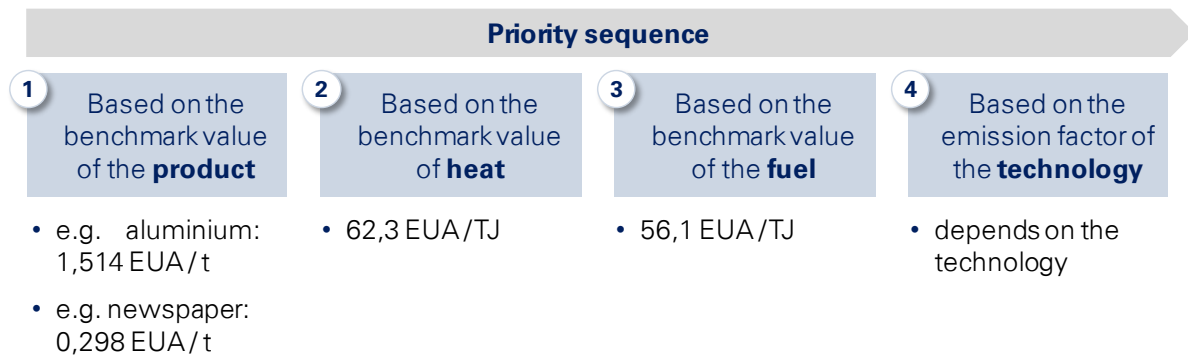 Priority sequence
1
Based on the
benchmark value
of the product
• e.g. aluminium:
1,514 EUA/t
• e.g. newspaper:
0,298 EUA/t
2
Based on the
benchmark value
of heat
• 62,3 EUA/TJ
3
Based on the
benchmark value
of the fuel
• 56,1 EUA/TJ
4
Based on the
emission factor of
the technology
• depends on the
technology